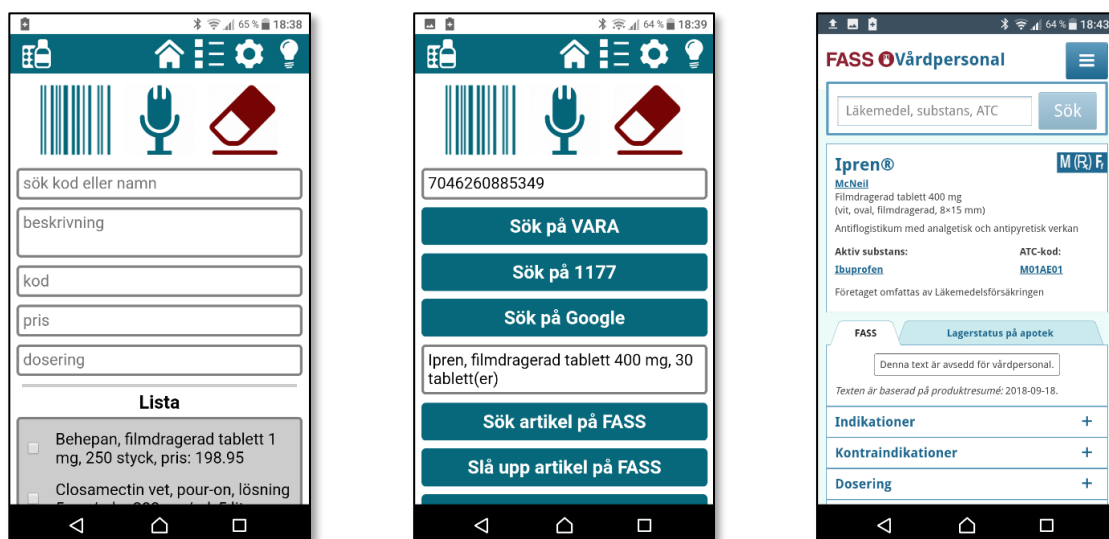 65 % 18:38
sök kod eller namn
beskrivning
kod
pris
dosering
Lista
Behepan, filmdragerad tablett 1
mg, 250 styck, pris: 198.95
Closamectin vet, pour-on, lösning
64 % 18:39
7046260885349
Sök på VARA
Sök på 1177
Sök på Google
Ipren, filmdragerad tablett 400 mg, 30
tablett(er)
Sök artikel på FASS
Slå upp artikel på FASS
64 % 18:43
FASS Vårdpersonal
Läkemedel, substans, ATC Sök
Ipren® M (Rx) Ff
McNeil
Filmdragerad tablett 400 mg
(vit, oval, filmdragerad, 8×15 mm)
Antiflogistikum med analgetisk och antipyretisk verkan
Aktiv substans: ATC-kod:
Ibuprofen M01AE01
Företaget omfattas av Läkemedelsförsäkringen
FASS Lagerstatus på apotek
Denna text är avsedd för vårdpersonal.
Texten är baserad på produktresumé: 2018-09-18.
Indikationer +
Kontraindikationer +
Dosering +